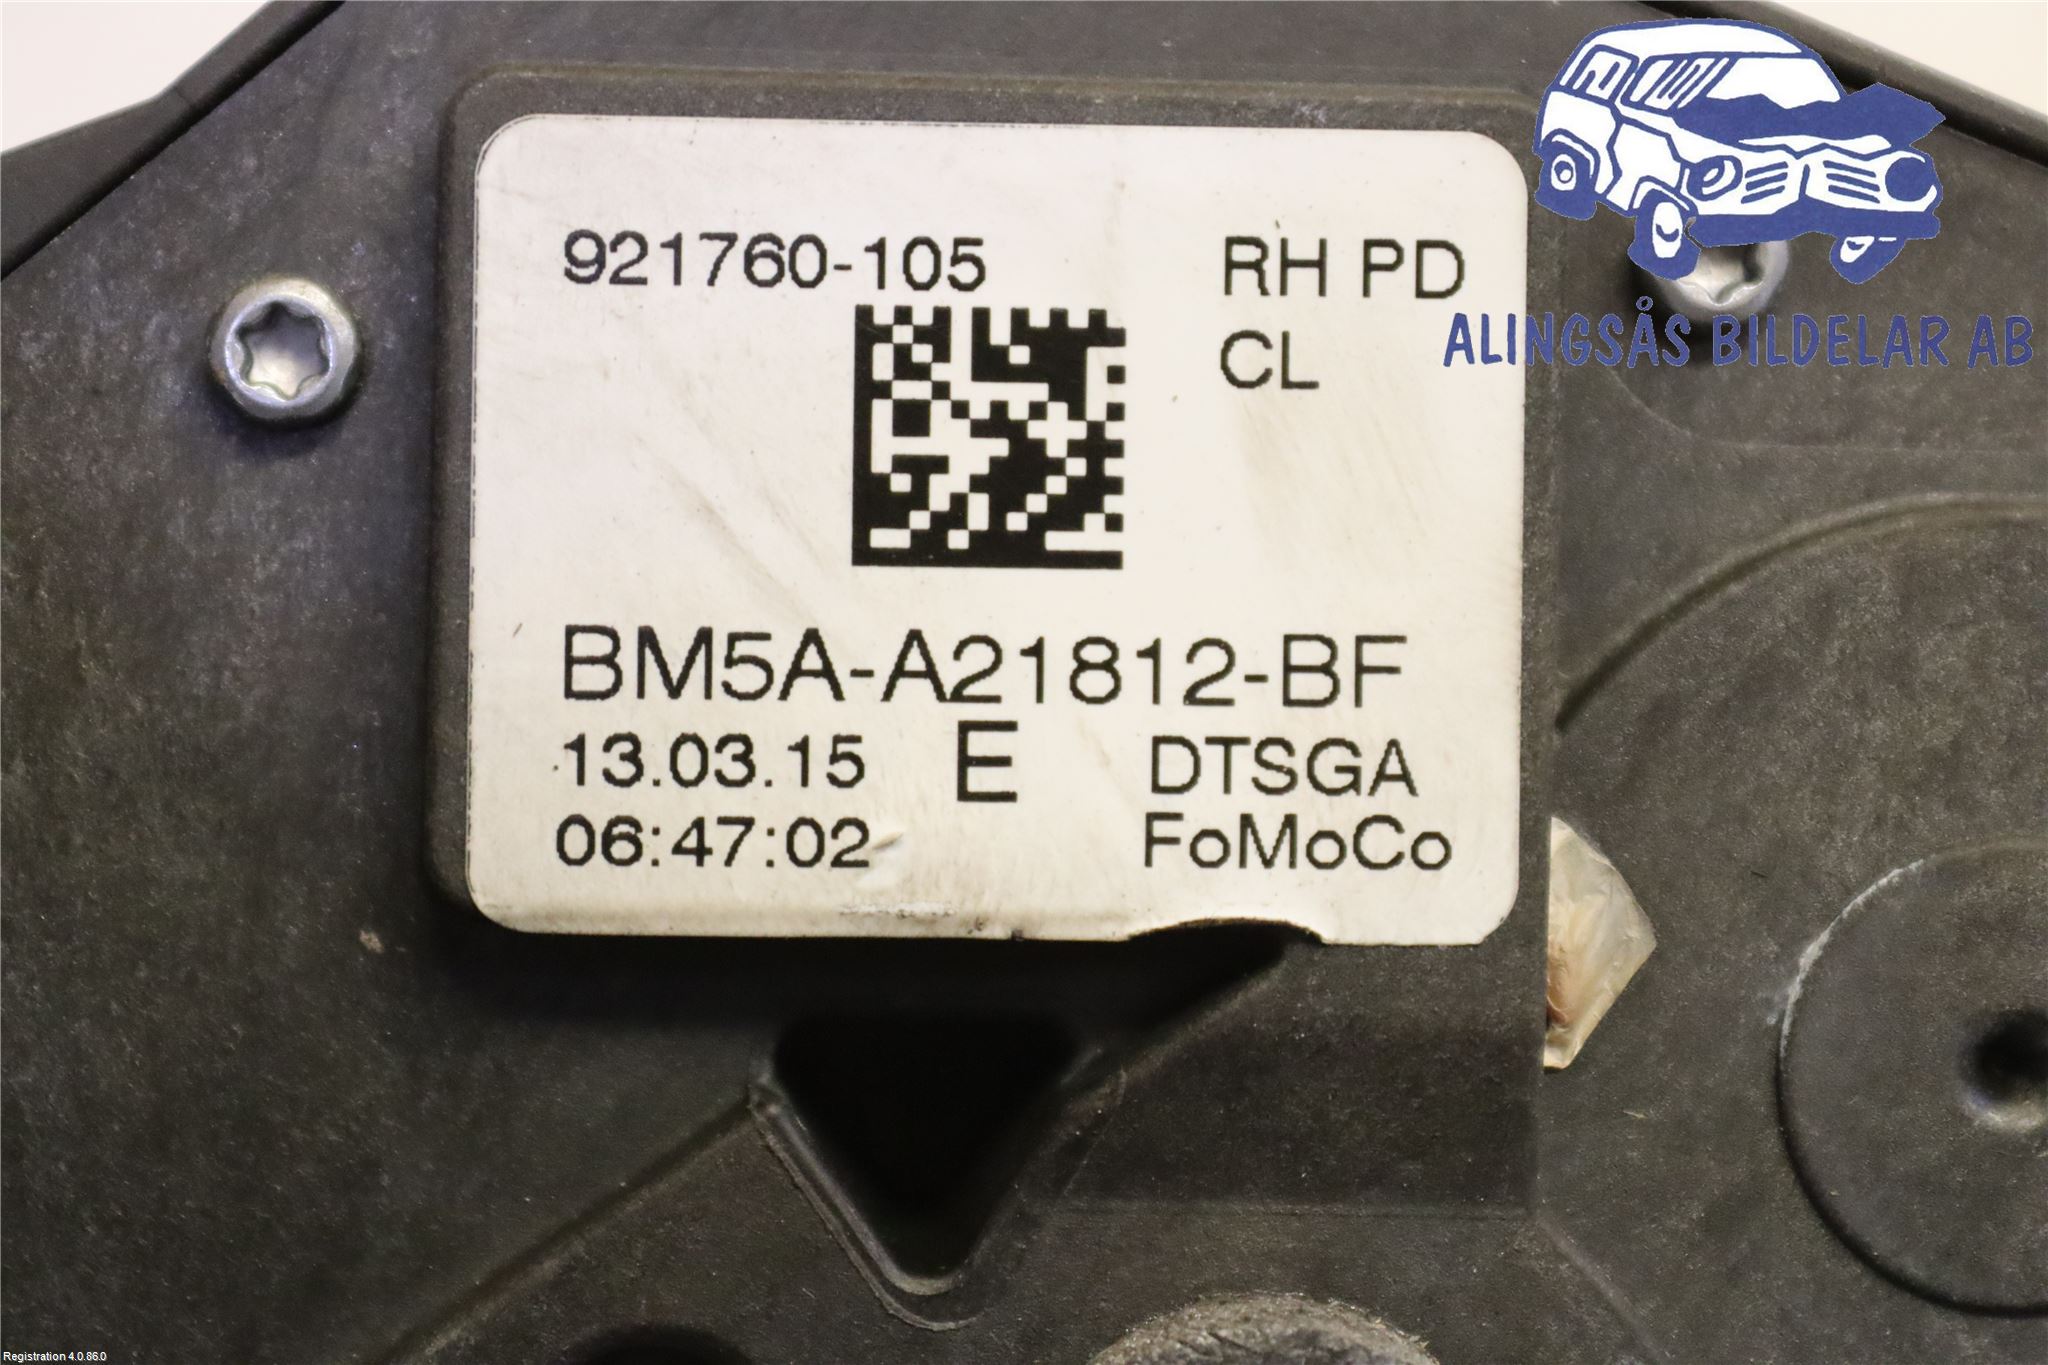 921760-105 RH PD
CL
ALINGSÅS BILDELAR AB
BM5A-A21812-BF
13.03.15 E DTSGA
06:47:02 FoMoCo
Registration 4.0.86.0